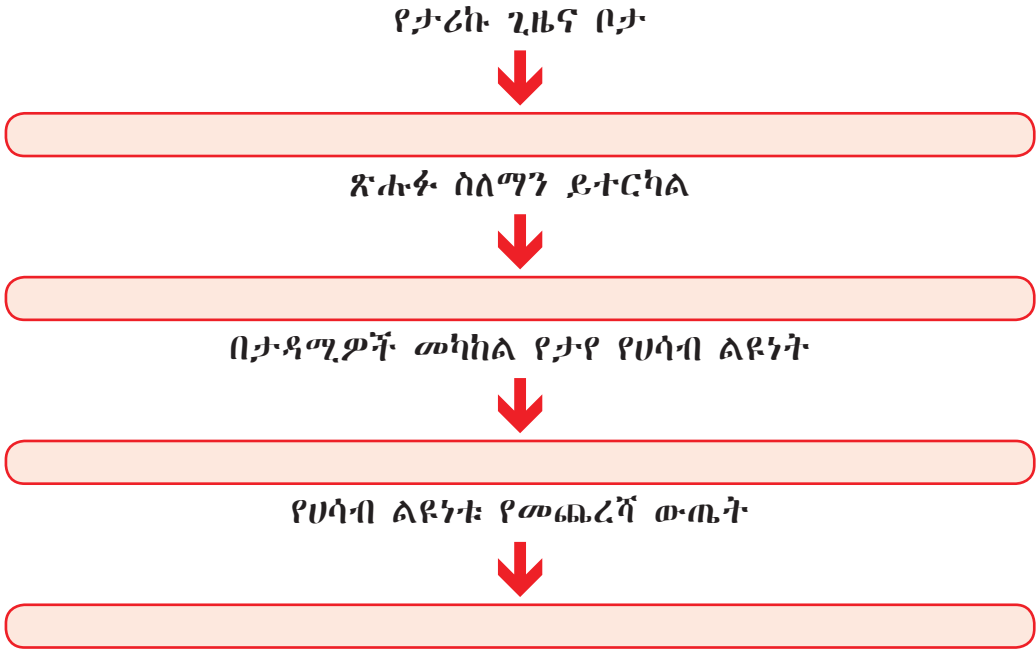 የታሪኩ ጊዜና ቦታ
ጽሑፉ ስለማን ይተርካል
በታዳሚዎች መካከል የታየ የሀሳብ ልዩነት
የሀሳብ ልዩነቱ የመጨረሻ ውጤት